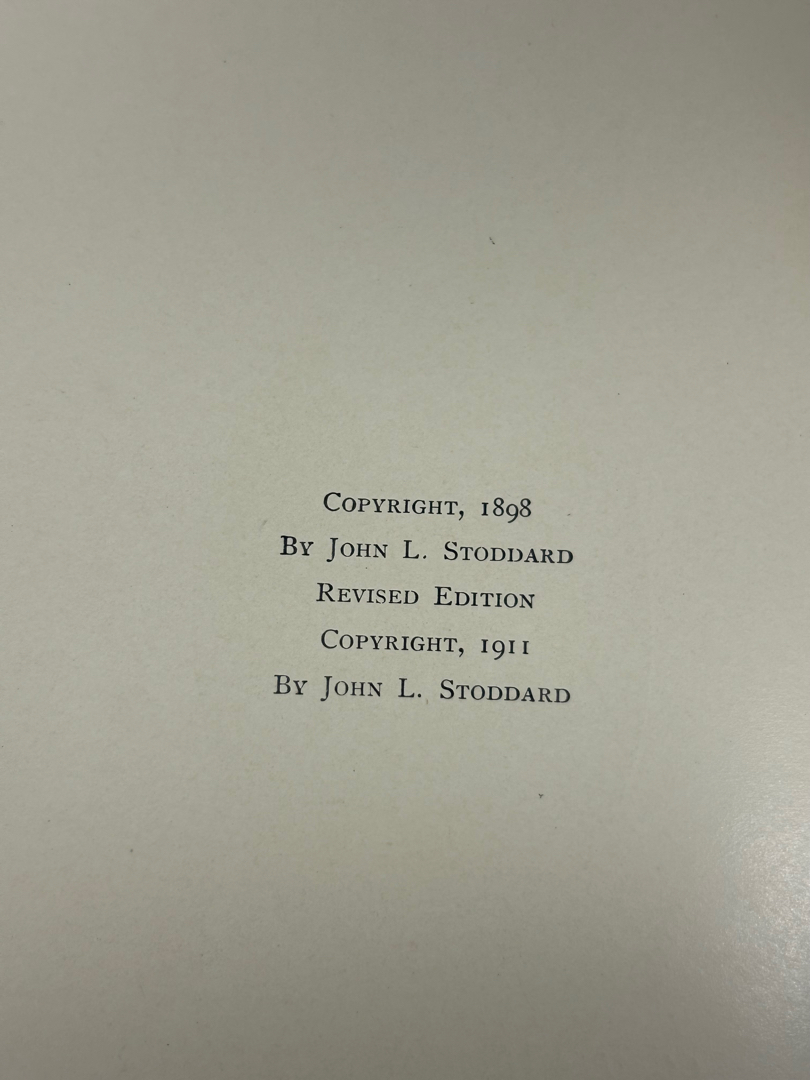 Copyright, 1898
By John L. Stoddard
Revised Edition
Copyright, 1911
By John L. Stoddard